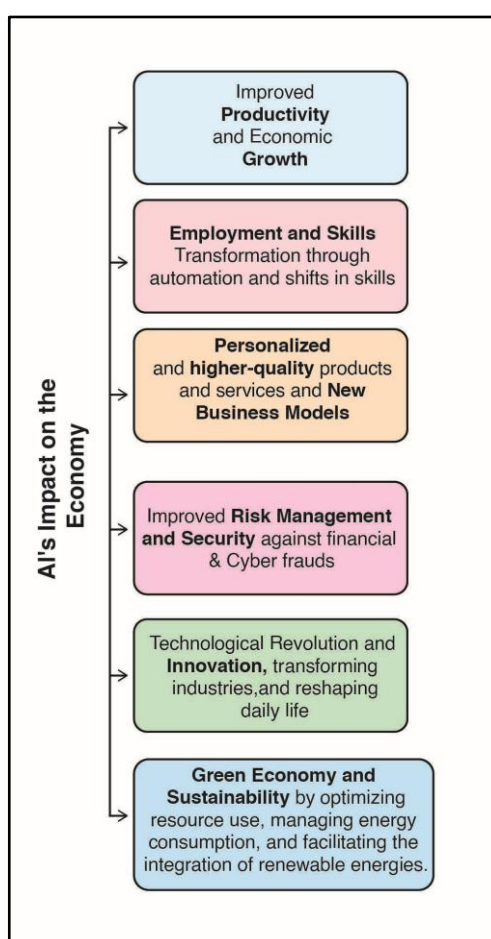 AI's Impact on the
Economy
Improved
Productivity
and Economic
Growth
Employment and Skills
Transformation through
automation and shifts in skills
Personalized
and higher-quality products
and services and New
Business Models
Improved Risk Management
and Security against financial
& Cyber frauds
Technological Revolution and
Innovation, transforming
industries,and reshaping
daily life
Green Economy and
Sustainability by optimizing
resource use, managing energy
consumption, and facilitating the
integration of renewable energies.